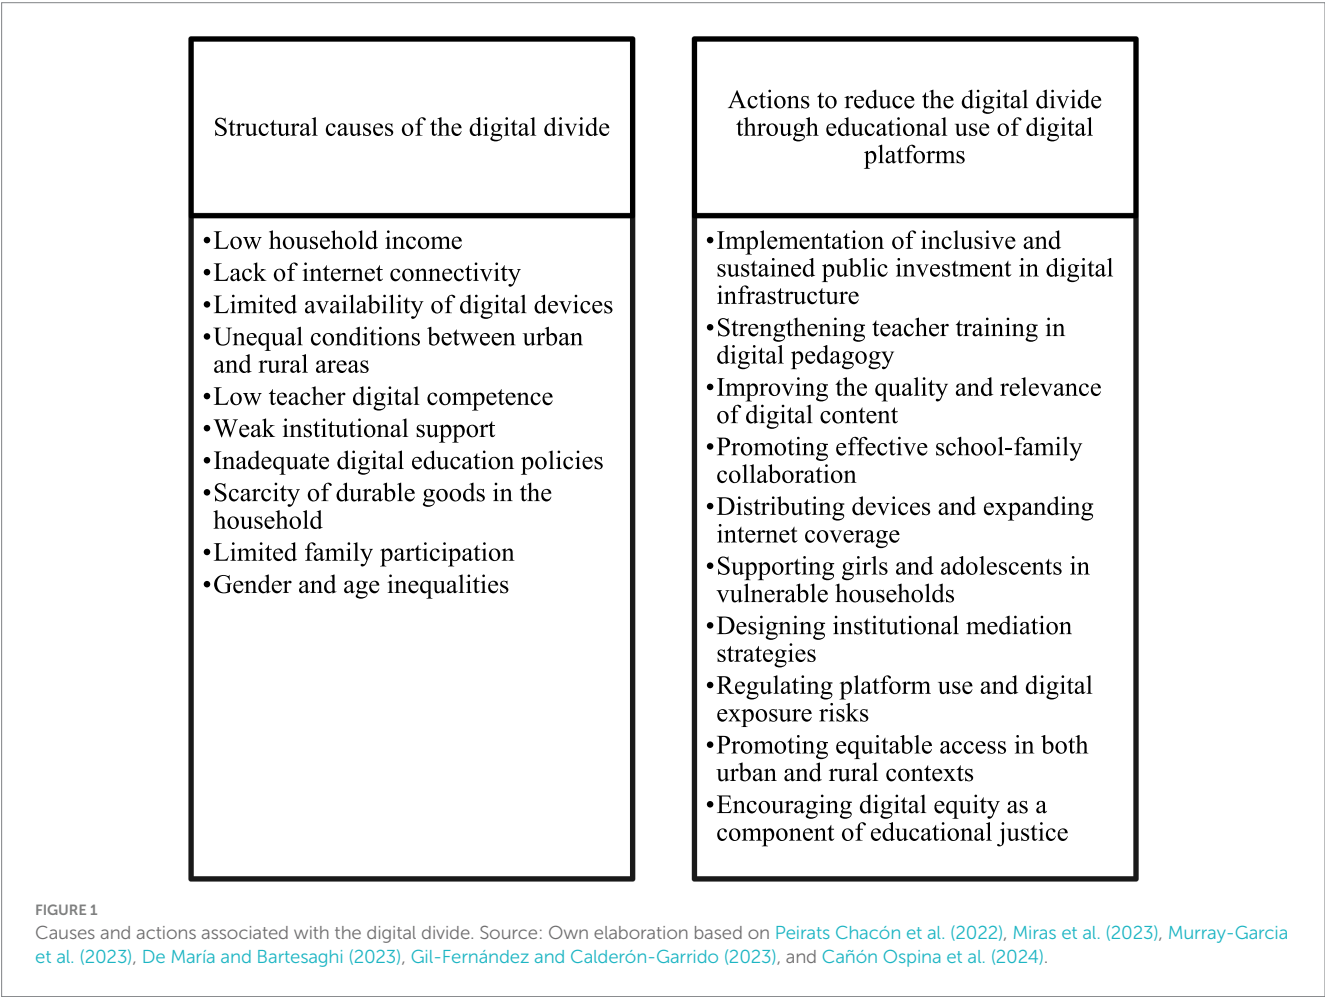 Structural causes of the digital divide
•Low household income
•Lack of internet connectivity
•Limited availability of digital devices
•Unequal conditions between urban
and rural areas
•Low teacher digital competence
•Weak institutional support
•Inadequate digital education policies
•Scarcity of durable goods in the
household
•Limited family participation
•Gender and age inequalities
Actions to reduce the digital divide
through educational use of digital
platforms
•Implementation of inclusive and
sustained public investment in digital
infrastructure
•Strengthening teacher training in
digital pedagogy
•Improving the quality and relevance
of digital content
•Promoting effective school-family
collaboration
•Distributing devices and expanding
internet coverage
•Supporting girls and adolescents in
vulnerable households
•Designing institutional mediation
strategies
•Regulating platform use and digital
exposure risks
•Promoting equitable access in both
urban and rural contexts
•Encouraging digital equity as a
component of educational justice
FIGURE 1
Causes and actions associated with the digital divide. Source: Own elaboration based on Peirats Chacón et al. (2022), Miras et al. (2023), Murray-Garcia
et al. (2023), De María and Bartesaghi (2023), Gil-Fernández and Calderón-Garrido (2023), and Cañón Ospina et al. (2024).